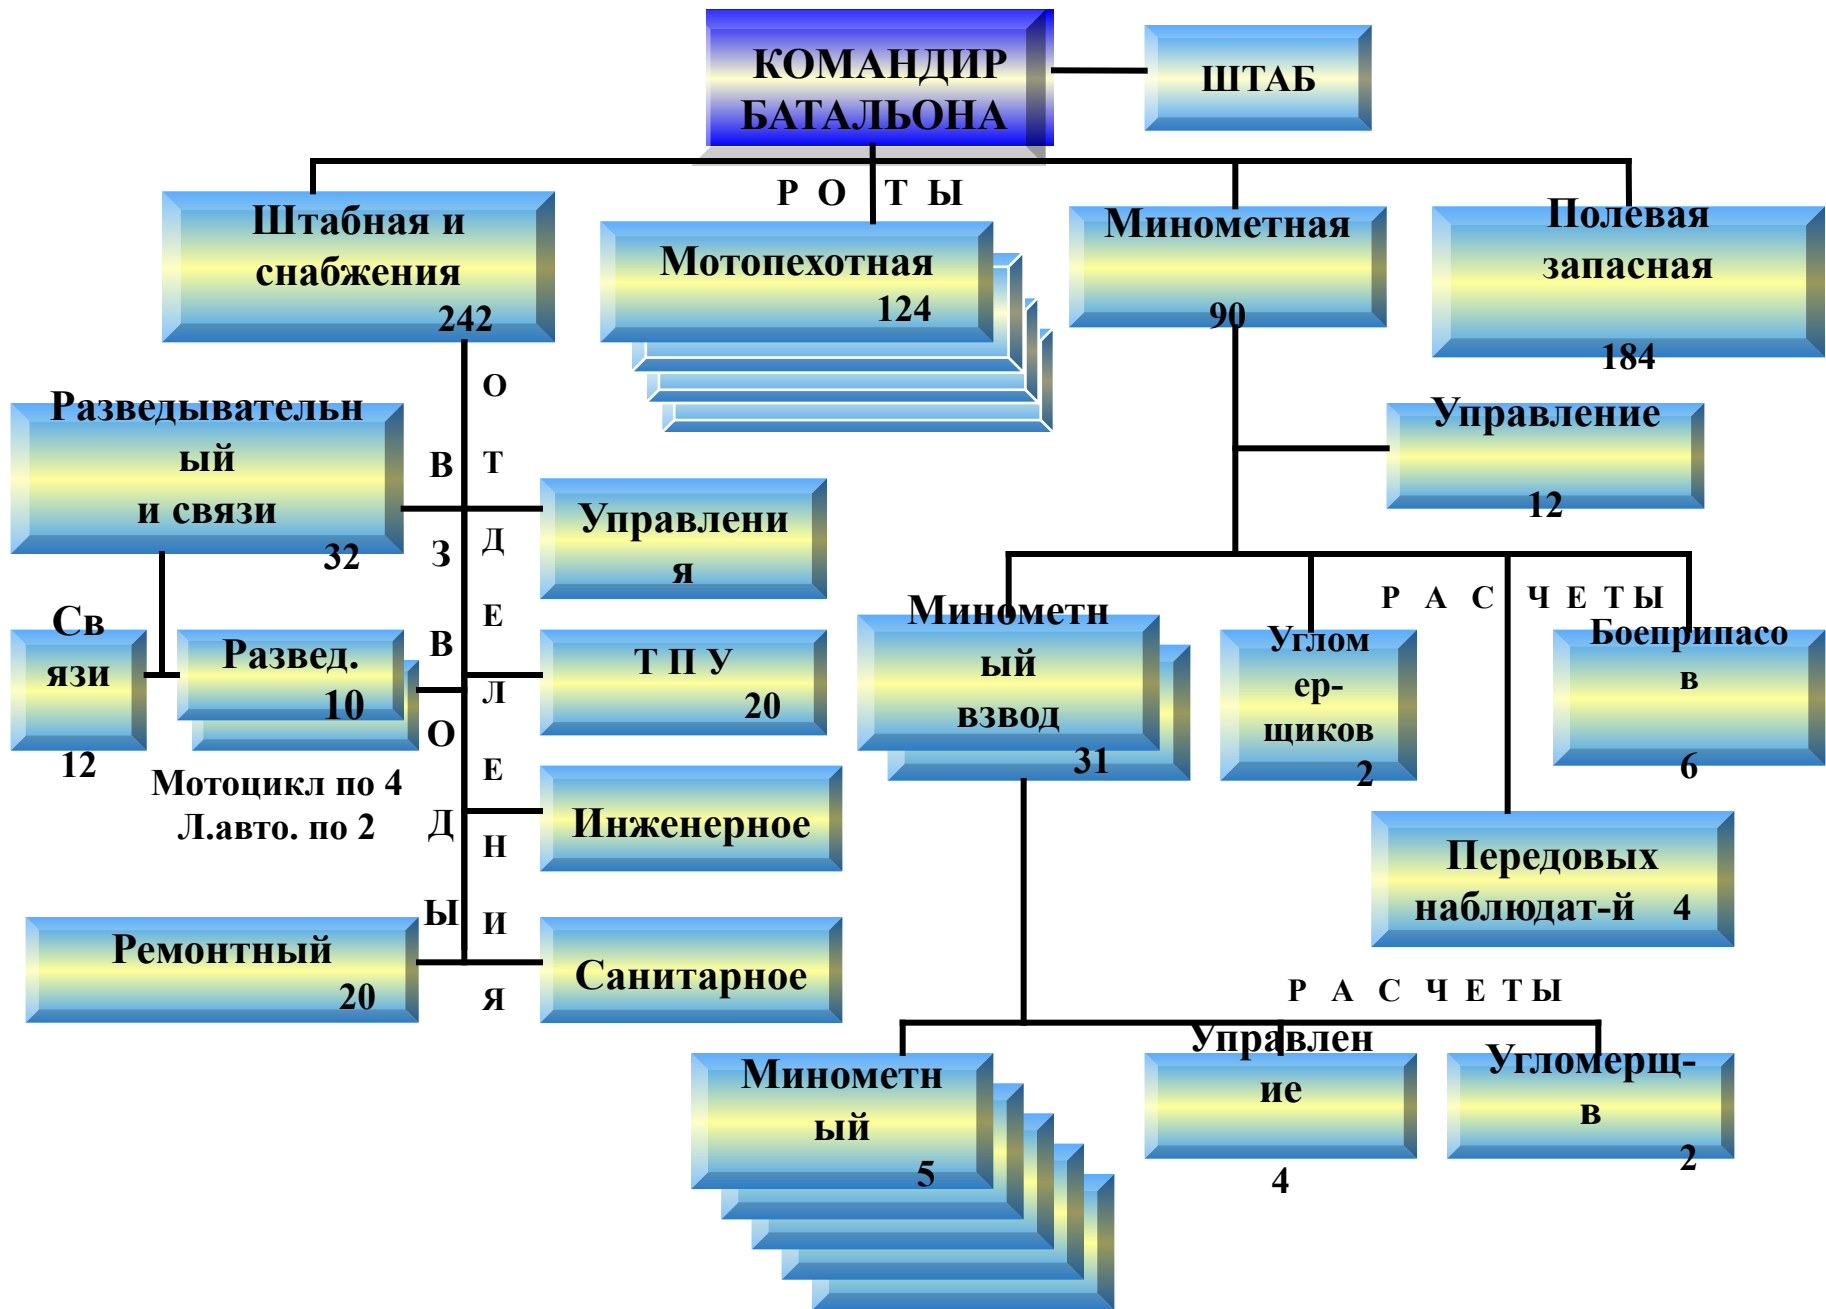 КОМАНДИР
БАТАЛЬОНА
ШТАБ
Р О Т Ы
Штабная и
снабжения
242
Мотопехотная
124
Минометная
90
Полевая
запасная
184
Разведывательн
ый
и связи
32
Св
язи
12
Развед.
10
Мотоцикл по 4
Л.авто. по 2
Ремонтный
20
В З В О Д Ы
О Т Д Е Л Е Н И Я
Управлени
я
Т П У
20
Инженерное
Санитарное
Управление
12
Р А С Ч Е Т Ы
Минометн
ый
взвод
31
Углом
ер-
щиков
2
Боеприпасо
в
6
Передовых
наблюдат-й 4
Р А С Ч Е Т Ы
Минометн
ый
5
Управлен
ие
4
Угломерщ-
в
2